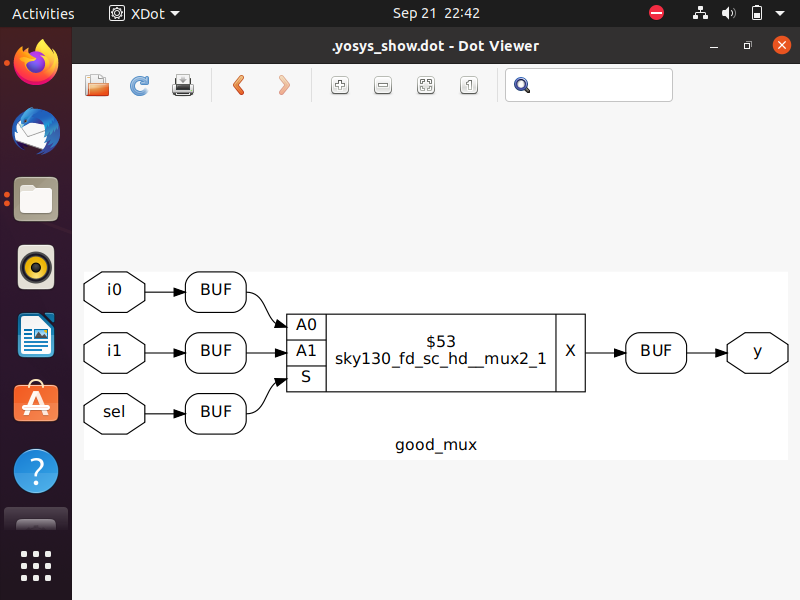 Activities
XDot
Sep 21 22:42
.yosys_show.dot - Dot Viewer
1
i0
BUF
A0
$53
i1
BUF
A1
sky130_fd_sc_hd__mux2_1
X
BUF
y
S
sel
BUF
good_mux
?